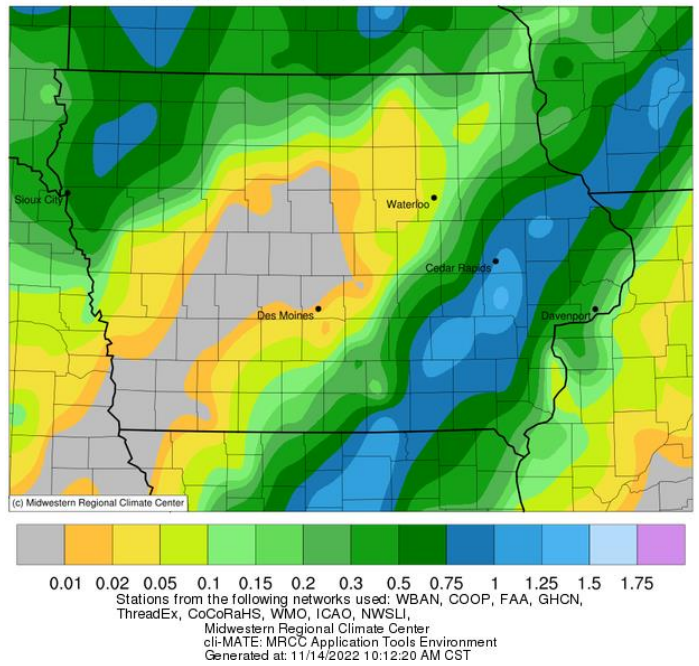 Sioux City
Waterloo
Cedar Rapids
Des Moines
Davenport
(c) Midwestern Regional Climate Center
0.01 0.02 0.05 0.1 0.15 0.2 0.3 0.5 0.75 1 1.25 1.5 1.75
Stations from the following networks used: WBAN, COOP, FAA, GHCN,
ThreadEx, CoCoRaHS, WMO, ICAO, NWSLI,
Midwestern Regional Climate Center
cli-MATE: MRCC Application Tools Environment
Generated at: 11/14/2022 10:12:20 AM CST